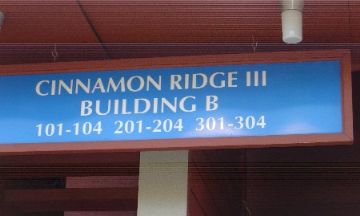 CINNAMON RIDGE III
BUILDING B
101-104 201-204 301-304